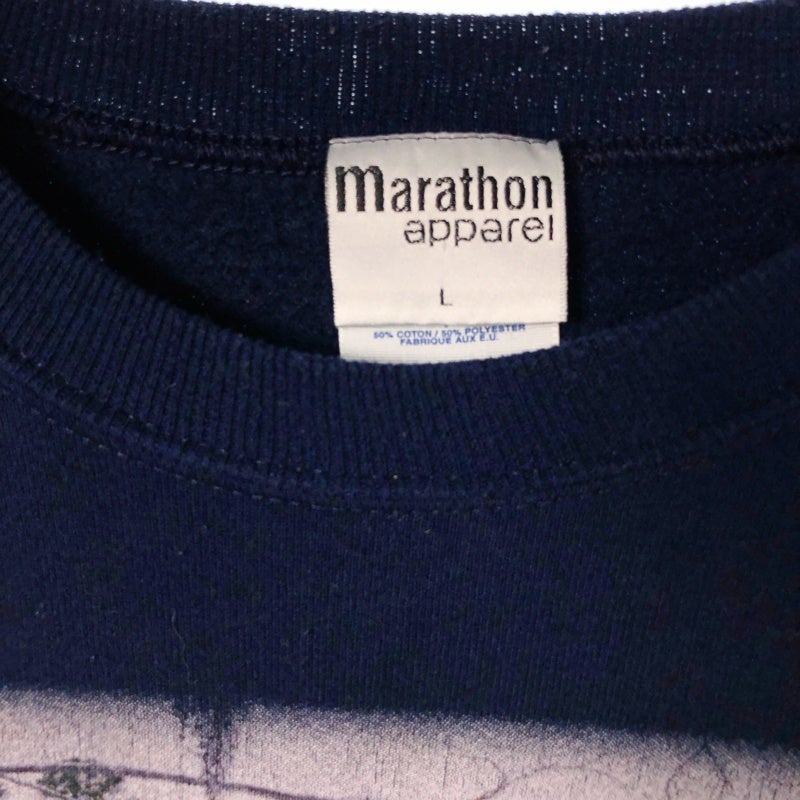 marathon
apparel
L
50% COTON / 50% POLYESTER
FABRIQUE AUX E.U.